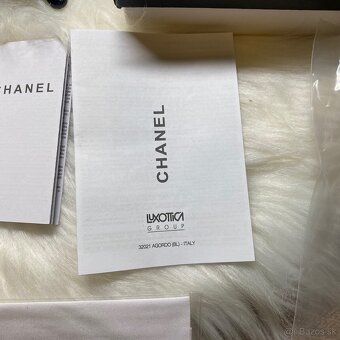 CHANEL
CHANEL
LUXOTTICA
GROUP
32021 AGORDO (BL) - ITALY
© Bazos.sk